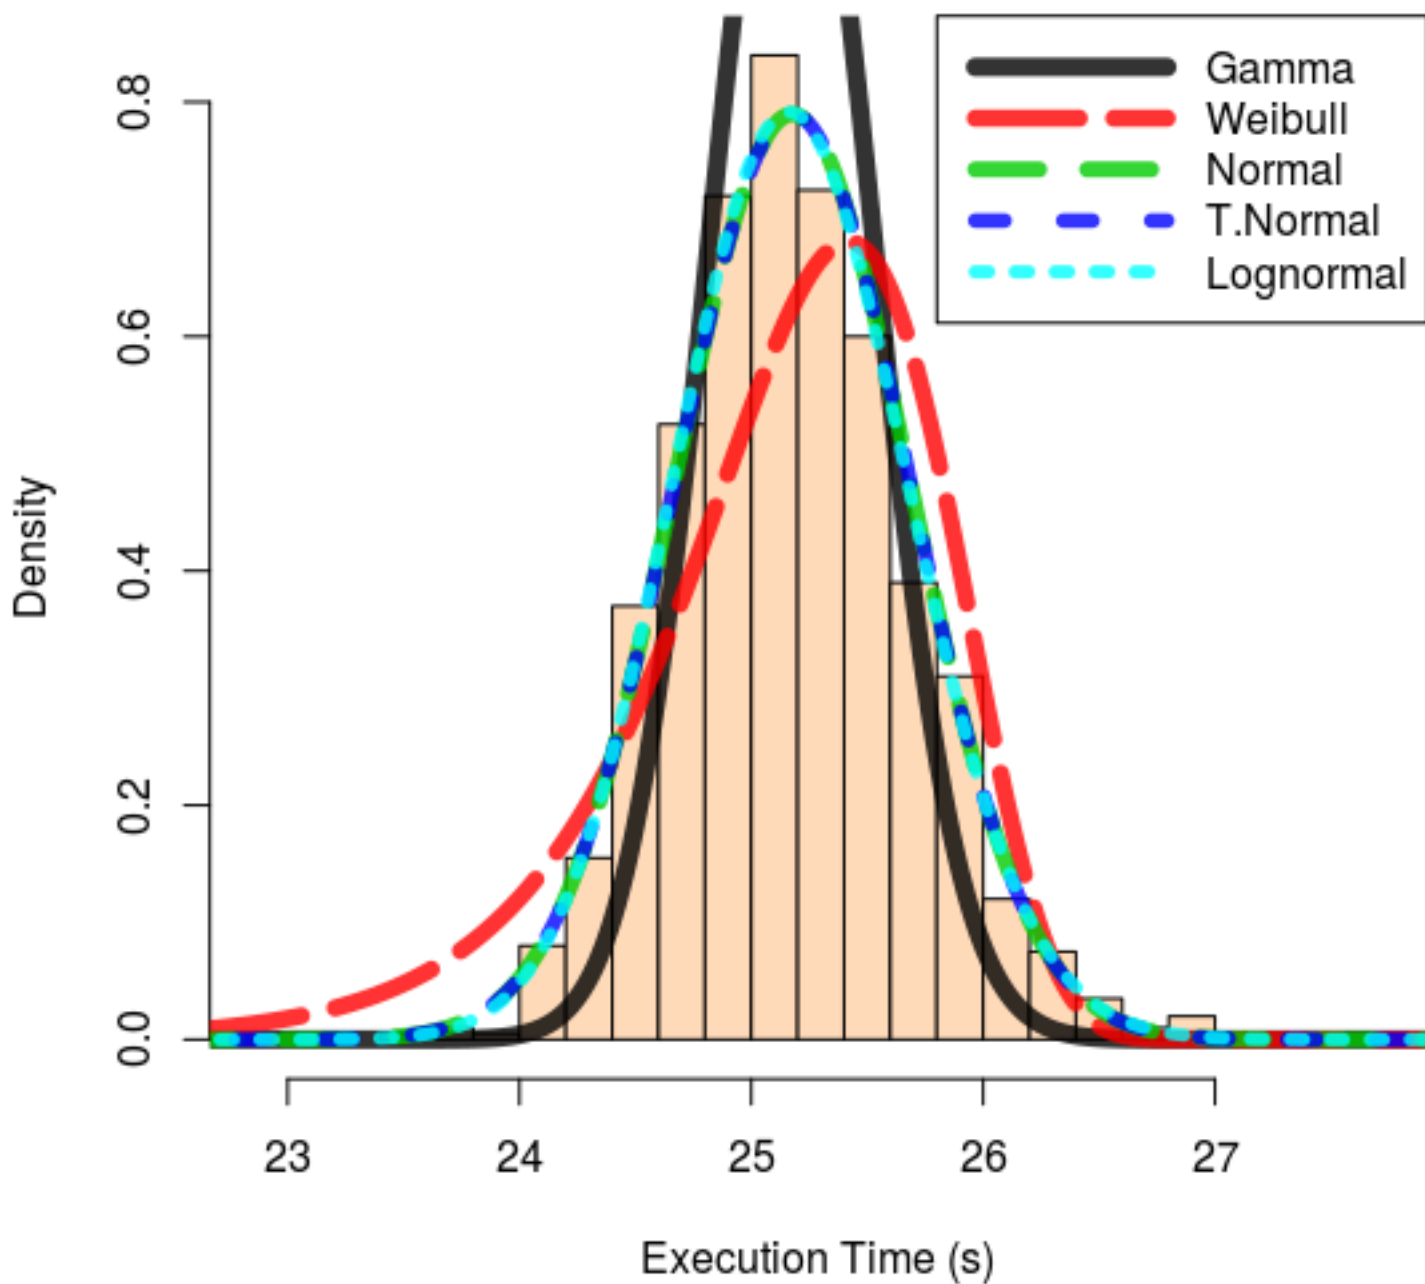 Gamma
Weibull
Normal
T.Normal
Lognormal
Density
0.8
0.6
0.4
0.2
0.0
23 24 25 26 27
Execution Time (s)